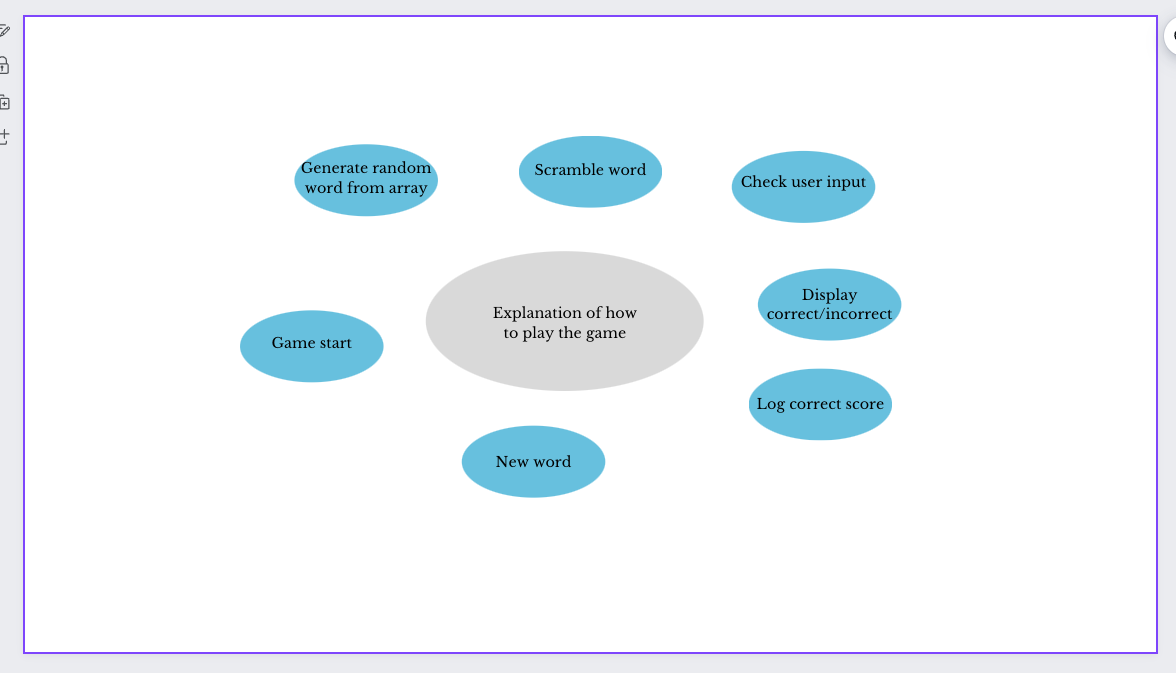 Generate random
word from array
Scramble word
Check user input
Explanation of how
to play the game
Display
correct/incorrect
Game start
Log correct score
New word